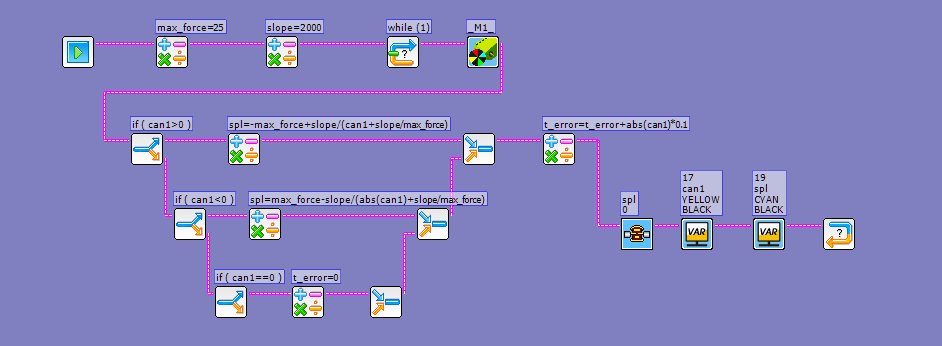 max_force=25
slope=2000
while (1)
_M1_
if ( can1>0 )
spl=-max_force+slope/(can1+slope/max_force)
t_error=t_error+abs(can1)*0.1
if ( can1<0 )
spl=max_force-slope/(abs(can1)+slope/max_force)
spl
0
17
can1
YELLOW
BLACK
19
spl
CYAN
BLACK
VAR
VAR
if ( can1==0 )
t_error=0